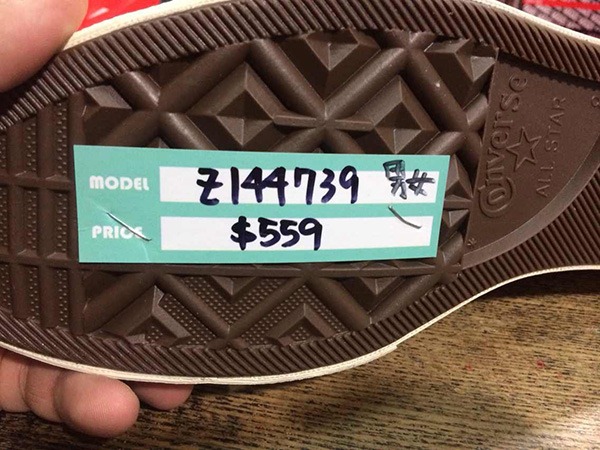 MODEL Z144739 男女
PRICE $559
Converse
ALL STAR